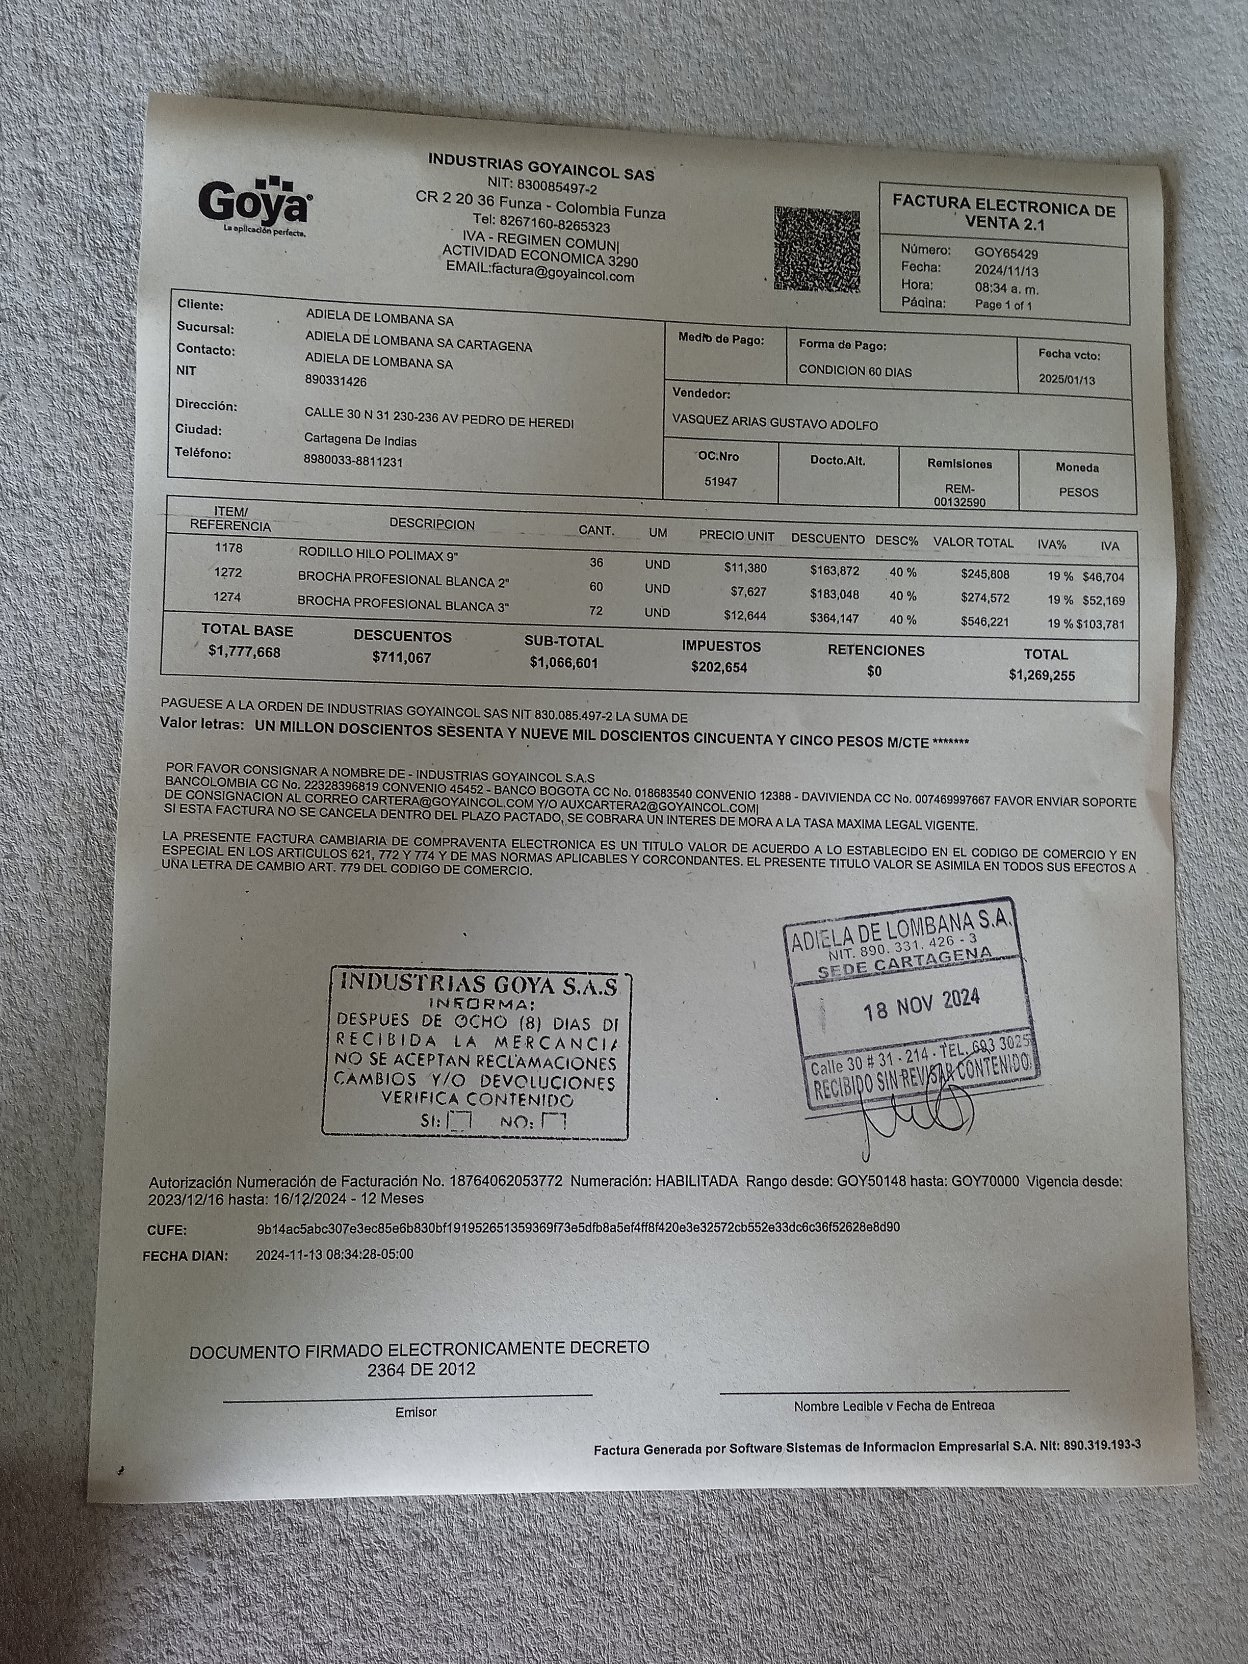 Goya
La aplicación perfecta.
INDUSTRIAS GOYAINCOL SAS
NIT: 830085497-2
CR 2 20 36 Funza - Colombia Funza
Tel: 8267160-8265323
IVA - REGIMEN COMUN|
ACTIVIDAD ECONOMICA 3290
EMAIL:factura@goyaincol.com
FACTURA ELECTRONICA DE
VENTA 2.1
Número: GOY65429
Fecha: 2024/11/13
Hora: 08:34 a. m.
Página: Page 1 of 1
Cliente: ADIELA DE LOMBANA SA
Sucursal: ADIELA DE LOMBANA SA CARTAGENA
Contacto: ADIELA DE LOMBANA SA
NIT 890331426
Dirección: CALLE 30 N 31 230-236 AV PEDRO DE HEREDI
Ciudad: Cartagena De Indias
Teléfono: 8980033-8811231
Medio de Pago: Forma de Pago: Fecha vcto:
CONDICION 60 DIAS 2025/01/13
Vendedor:
VASQUEZ ARIAS GUSTAVO ADOLFO
OC.Nro Docto.Alt. Remisiones Moneda
51947 REM- PESOS
00132590
ITEM/
REFERENCIA DESCRIPCION CANT. UM PRECIO UNIT DESCUENTO DESC% VALOR TOTAL IVA% IVA
1178 RODILLO HILO POLIMAX 9" 36 UND $11,380 $163,872 40 % $245,808 19 % $46,704
1272 BROCHA PROFESIONAL BLANCA 2" 60 UND $7,627 $183,048 40 % $274,572 19 % $52,169
1274 BROCHA PROFESIONAL BLANCA 3" 72 UND $12,644 $364,147 40 % $546,221 19 % $103,781
TOTAL BASE DESCUENTOS SUB-TOTAL IMPUESTOS RETENCIONES TOTAL
$1,777,668 $711,067 $1,066,601 $202,654 $0 $1,269,255
PAGUESE A LA ORDEN DE INDUSTRIAS GOYAINCOL SAS NIT 830.085.497-2 LA SUMA DE
Valor letras: UN MILLON DOSCIENTOS SESENTA Y NUEVE MIL DOSCIENTOS CINCUENTA Y CINCO PESOS M/CTE *******
POR FAVOR CONSIGNAR A NOMBRE DE - INDUSTRIAS GOYAINCOL S.A.S
BANCOLOMBIA CC No. 22328396819 CONVENIO 45452 - BANCO BOGOTA CC No. 018683540 CONVENIO 12388 - DAVIVIENDA CC No. 007469997667 FAVOR ENVIAR SOPORTE
DE CONSIGNACION AL CORREO CARTERA@GOYAINCOL.COM Y/O AUXCARTERA2@GOYAINCOL.COM|
SI ESTA FACTURA NO SE CANCELA DENTRO DEL PLAZO PACTADO, SE COBRARA UN INTERES DE MORA A LA TASA MAXIMA LEGAL VIGENTE.
LA PRESENTE FACTURA CAMBIARIA DE COMPRAVENTA ELECTRONICA ES UN TITULO VALOR DE ACUERDO A LO ESTABLECIDO EN EL CODIGO DE COMERCIO Y EN
ESPECIAL EN LOS ARTICULOS 621, 772 Y 774 Y DE MAS NORMAS APLICABLES Y CORCONDANTES. EL PRESENTE TITULO VALOR SE ASIMILA EN TODOS SUS EFECTOS A
UNA LETRA DE CAMBIO ART. 779 DEL CODIGO DE COMERCIO.
INDUSTRIAS GOYA S.A.S
INFORMA:
DESPUES DE OCHO (8) DIAS DE
RECIBIDA LA MERCANCIA
NO SE ACEPTAN RECLAMACIONES
CAMBIOS Y/O DEVOLUCIONES
VERIFICA CONTENIDO
SI: NO:
ADIELA DE LOMBANA S.A.
NIT. 890. 331. 426 - 3
SEDE CARTAGENA
18 NOV 2024
Calle 30 # 31 - 214 - TEL. 693 3025
RECIBIDO SIN REVISAR CONTENIDO.
Autorización Numeración de Facturación No. 18764062053772 Numeración: HABILITADA Rango desde: GOY50148 hasta: GOY70000 Vigencia desde:
2023/12/16 hasta: 16/12/2024 - 12 Meses
CUFE: 9b14ac5abc307e3ec85e6b830bf191952651359369f73e5dfb8a5ef4ff8f420e3e32572cb552e33dc6c36f52628e8d90
FECHA DIAN: 2024-11-13 08:34:28-05:00
DOCUMENTO FIRMADO ELECTRONICAMENTE DECRETO
2364 DE 2012
Emisor
Nombre Legible y Fecha de Entrega
Factura Generada por Software Sistemas de Informacion Empresarial S.A. Nit: 890.319.193-3